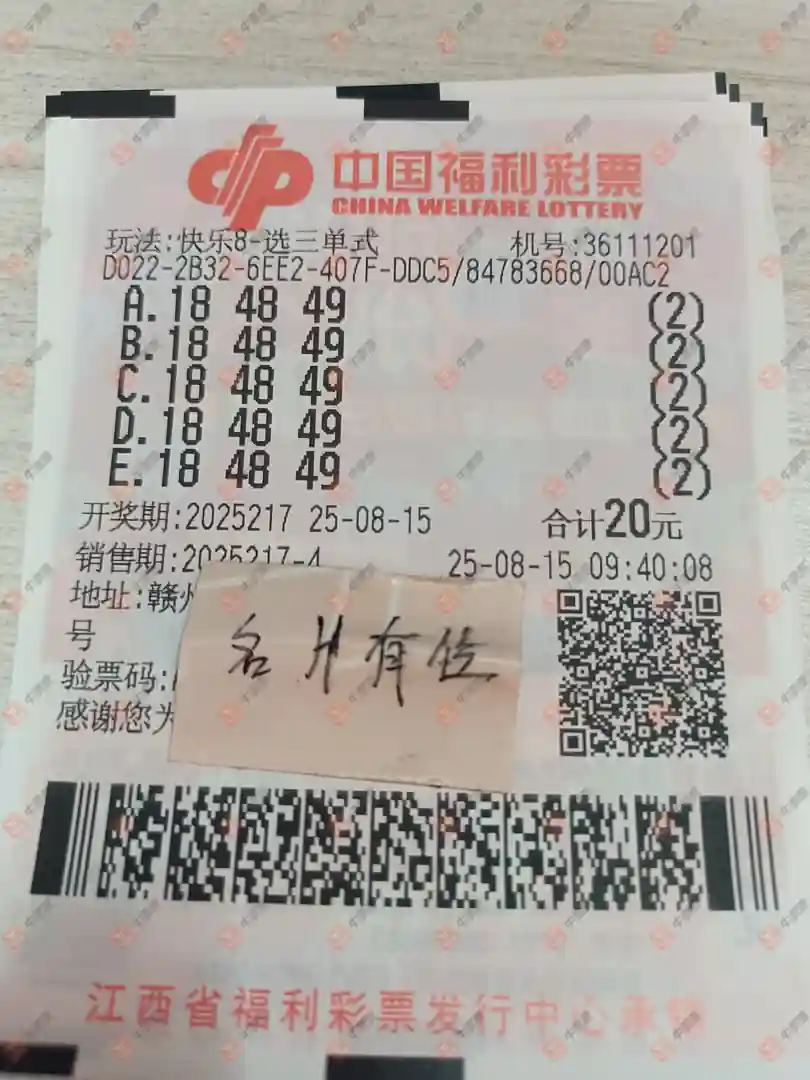 中国福利彩票
CHINA WELFARE LOTTERY
玩法:快乐8-选三单式 机号:36111201
D022-2B32-6EE2-407F-DDC5/84783668/00AC2
A.18 48 49 (2)
B.18 48 49 (2)
C.18 48 49 (2)
D.18 48 49 (2)
E.18 48 49 (2)
开奖期:2025217 25-08-15 合计20元
销售期:2025217-4 25-08-15 09:40:08
地址:赣州
号
名片有位
验票码:
感谢您为
江西省福利彩票发行中心承销